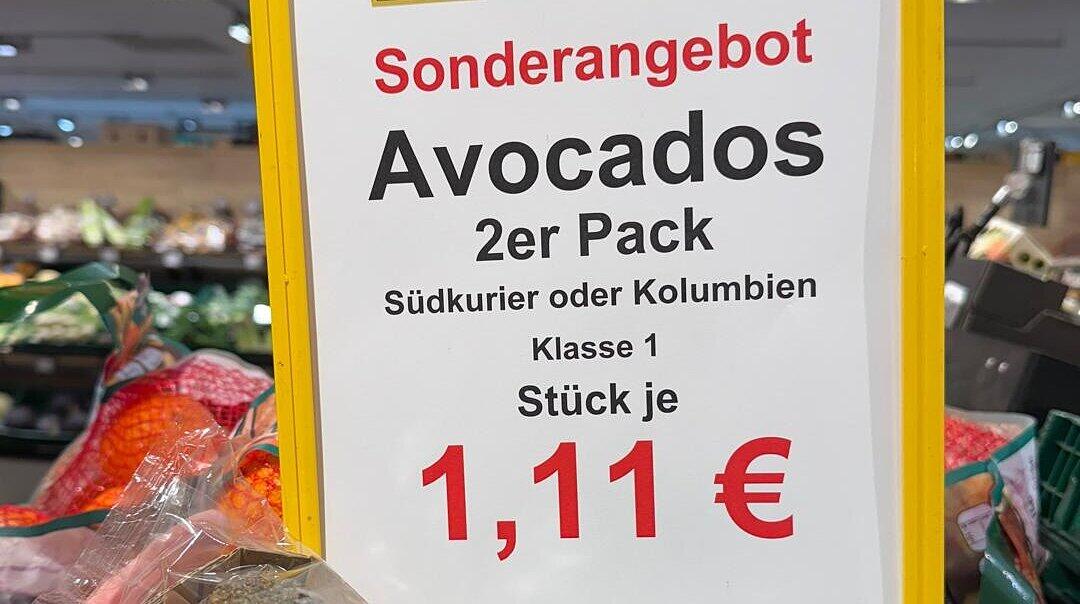 Sonderangebot
Avocados
2er Pack
Südkurier oder Kolumbien
Klasse 1
Stück je
1,11 €